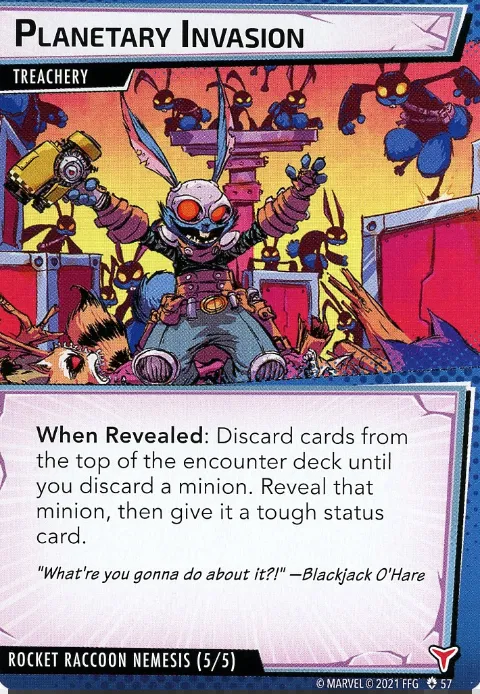 PLANETARY INVASION
TREACHERY
When Revealed: Discard cards from
the top of the encounter deck until
you discard a minion. Reveal that
minion, then give it a tough status
card.
"What're you gonna do about it?!" —Blackjack O'Hare
ROCKET RACCOON NEMESIS (5/5)
© MARVEL © 2021 FFG 57